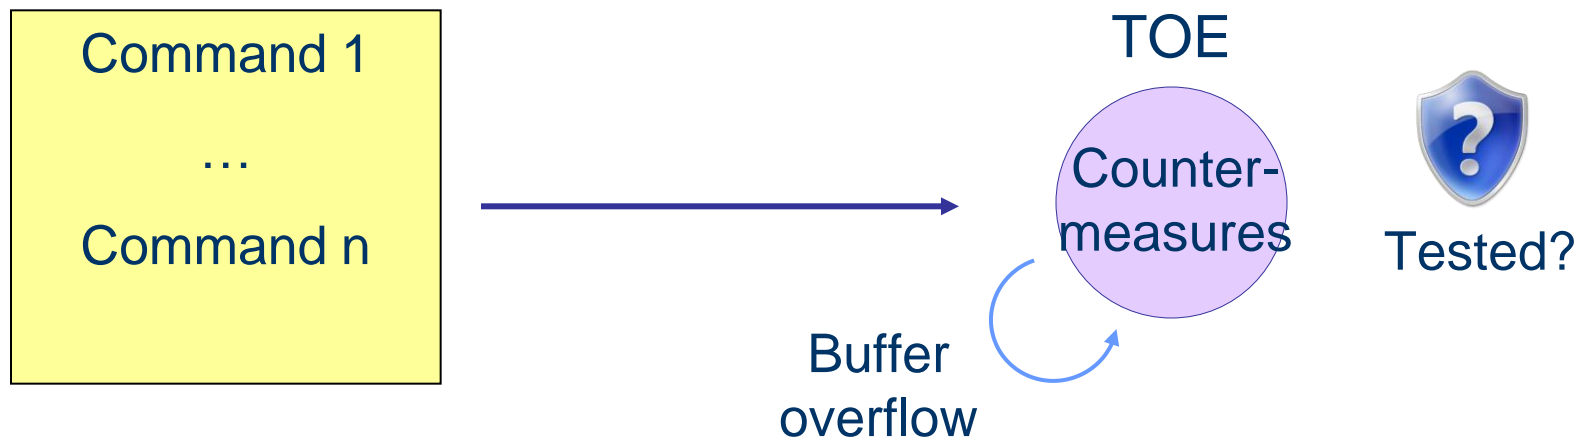 Command 1
…
Command n
TOE
Counter-
measures
Buffer
overflow
?
Tested?